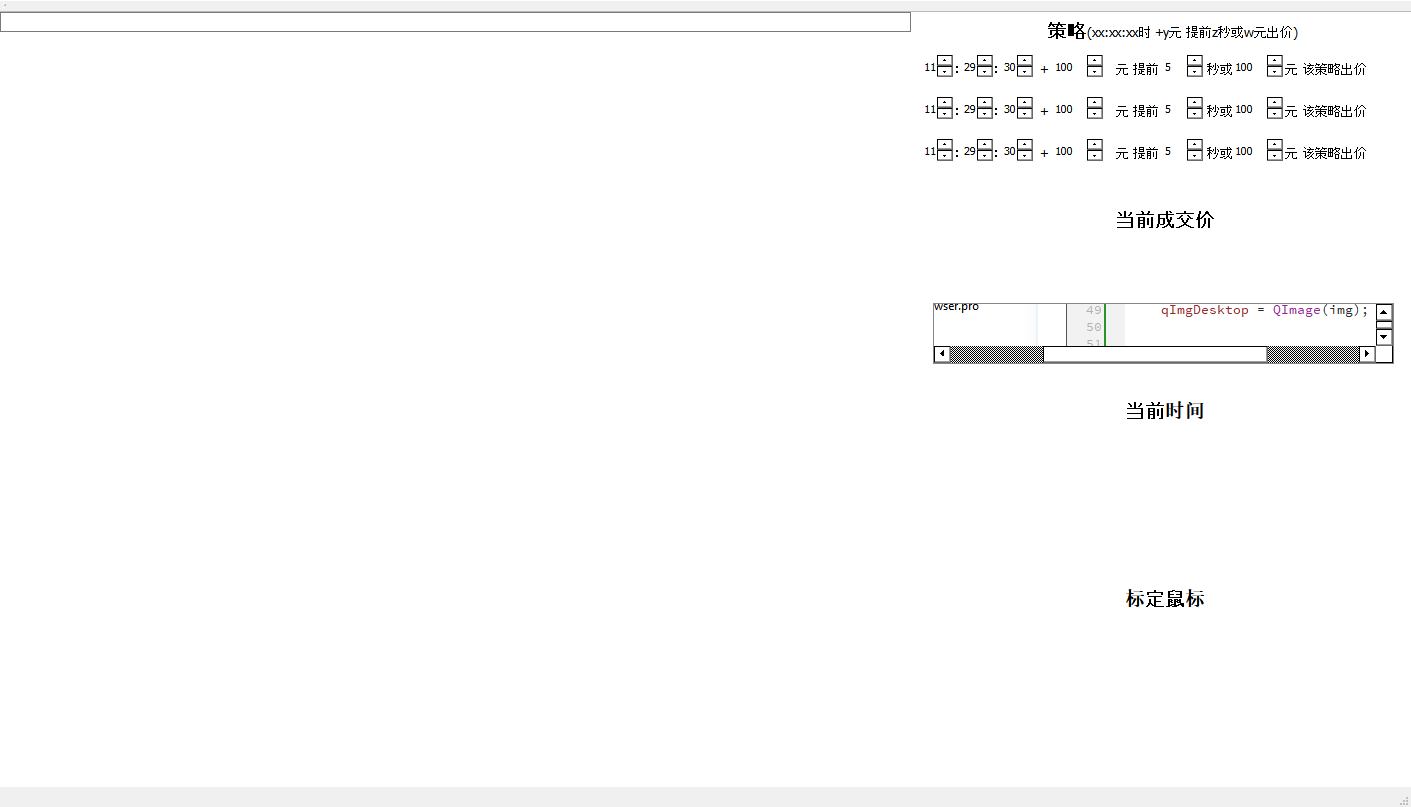 策略(xx:xx:xx时 +y元 提前z秒或w元出价)
11 : 29 : 30 + 100 元 提前 5 秒或 100 元 该策略出价
11 : 29 : 30 + 100 元 提前 5 秒或 100 元 该策略出价
11 : 29 : 30 + 100 元 提前 5 秒或 100 元 该策略出价
当前成交价
wser.pro 49 qImgDesktop = QImage(img);
50
51
当前时间
标定鼠标